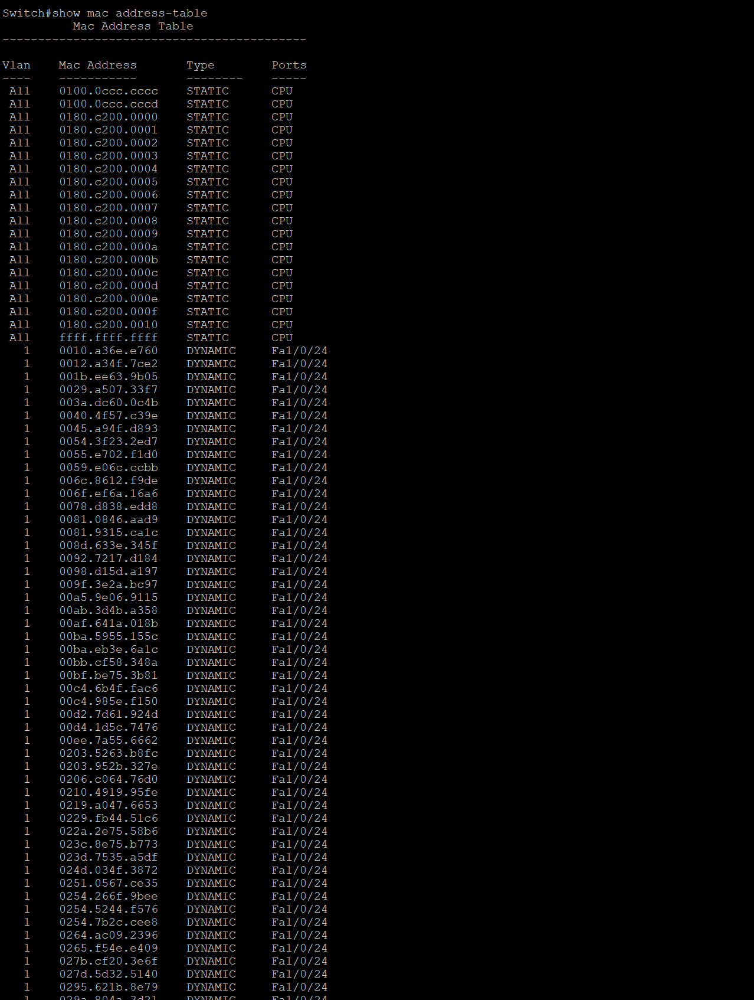 Switch#show mac address-table
Mac Address Table
-------------------------------------------
Vlan    Mac Address       Type        Ports
----    -----------       --------    -----
All    0100.0ccc.cccc    STATIC      CPU
All    0100.0ccc.cccd    STATIC      CPU
All    0180.c200.0000    STATIC      CPU
All    0180.c200.0001    STATIC      CPU
All    0180.c200.0002    STATIC      CPU
All    0180.c200.0003    STATIC      CPU
All    0180.c200.0004    STATIC      CPU
All    0180.c200.0005    STATIC      CPU
All    0180.c200.0006    STATIC      CPU
All    0180.c200.0007    STATIC      CPU
All    0180.c200.0008    STATIC      CPU
All    0180.c200.0009    STATIC      CPU
All    0180.c200.000a    STATIC      CPU
All    0180.c200.000b    STATIC      CPU
All    0180.c200.000c    STATIC      CPU
All    0180.c200.000d    STATIC      CPU
All    0180.c200.000e    STATIC      CPU
All    0180.c200.000f    STATIC      CPU
All    0180.c200.0010    STATIC      CPU
All    ffff.ffff.ffff    STATIC      CPU
1    0010.a36e.e760    DYNAMIC     Fa1/0/24
1    0012.a34f.7ce2    DYNAMIC     Fa1/0/24
1    001b.ee63.9b05    DYNAMIC     Fa1/0/24
1    0029.a507.33f7    DYNAMIC     Fa1/0/24
1    003a.dc60.0c4b    DYNAMIC     Fa1/0/24
1    0040.4f57.c39e    DYNAMIC     Fa1/0/24
1    0045.a94f.d893    DYNAMIC     Fa1/0/24
1    0054.3f23.2ed7    DYNAMIC     Fa1/0/24
1    0055.e702.f1d0    DYNAMIC     Fa1/0/24
1    0059.e06c.ccbb    DYNAMIC     Fa1/0/24
1    006c.8612.f9de    DYNAMIC     Fa1/0/24
1    006f.ef6a.16a6    DYNAMIC     Fa1/0/24
1    0078.d838.edd8    DYNAMIC     Fa1/0/24
1    0081.0846.aad9    DYNAMIC     Fa1/0/24
1    0081.9315.ca1c    DYNAMIC     Fa1/0/24
1    008d.633e.345f    DYNAMIC     Fa1/0/24
1    0092.7217.d184    DYNAMIC     Fa1/0/24
1    0098.d15d.a197    DYNAMIC     Fa1/0/24
1    009f.3e2a.bc97    DYNAMIC     Fa1/0/24
1    00a5.9e06.9115    DYNAMIC     Fa1/0/24
1    00ab.3d4b.a358    DYNAMIC     Fa1/0/24
1    00af.641a.018b    DYNAMIC     Fa1/0/24
1    00ba.5955.155c    DYNAMIC     Fa1/0/24
1    00ba.eb3e.6a1c    DYNAMIC     Fa1/0/24
1    00bb.cf58.348a    DYNAMIC     Fa1/0/24
1    00bf.be75.3b81    DYNAMIC     Fa1/0/24
1    00c4.6b4f.fac6    DYNAMIC     Fa1/0/24
1    00c4.985e.f150    DYNAMIC     Fa1/0/24
1    00d2.7d61.924d    DYNAMIC     Fa1/0/24
1    00d4.1d5c.7476    DYNAMIC     Fa1/0/24
1    00ee.7a55.6662    DYNAMIC     Fa1/0/24
1    0203.5263.b8fc    DYNAMIC     Fa1/0/24
1    0203.952b.327e    DYNAMIC     Fa1/0/24
1    0206.c064.76d0    DYNAMIC     Fa1/0/24
1    0210.4919.95fe    DYNAMIC     Fa1/0/24
1    0219.a047.6653    DYNAMIC     Fa1/0/24
1    0229.fb44.51c6    DYNAMIC     Fa1/0/24
1    022a.2e75.58b6    DYNAMIC     Fa1/0/24
1    023c.8e75.b773    DYNAMIC     Fa1/0/24
1    023d.7535.a5df    DYNAMIC     Fa1/0/24
1    024d.034f.3872    DYNAMIC     Fa1/0/24
1    0251.0567.ce35    DYNAMIC     Fa1/0/24
1    0254.266f.9bee    DYNAMIC     Fa1/0/24
1    0254.5244.f576    DYNAMIC     Fa1/0/24
1    0254.7b2c.cee8    DYNAMIC     Fa1/0/24
1    0264.ac09.2396    DYNAMIC     Fa1/0/24
1    0265.f54e.e409    DYNAMIC     Fa1/0/24
1    027b.cf20.3e6f    DYNAMIC     Fa1/0/24
1    027d.5d32.5140    DYNAMIC     Fa1/0/24
1    0295.621b.8e79    DYNAMIC     Fa1/0/24
1    029a.804a.3d21    DYNAMIC     Fa1/0/24